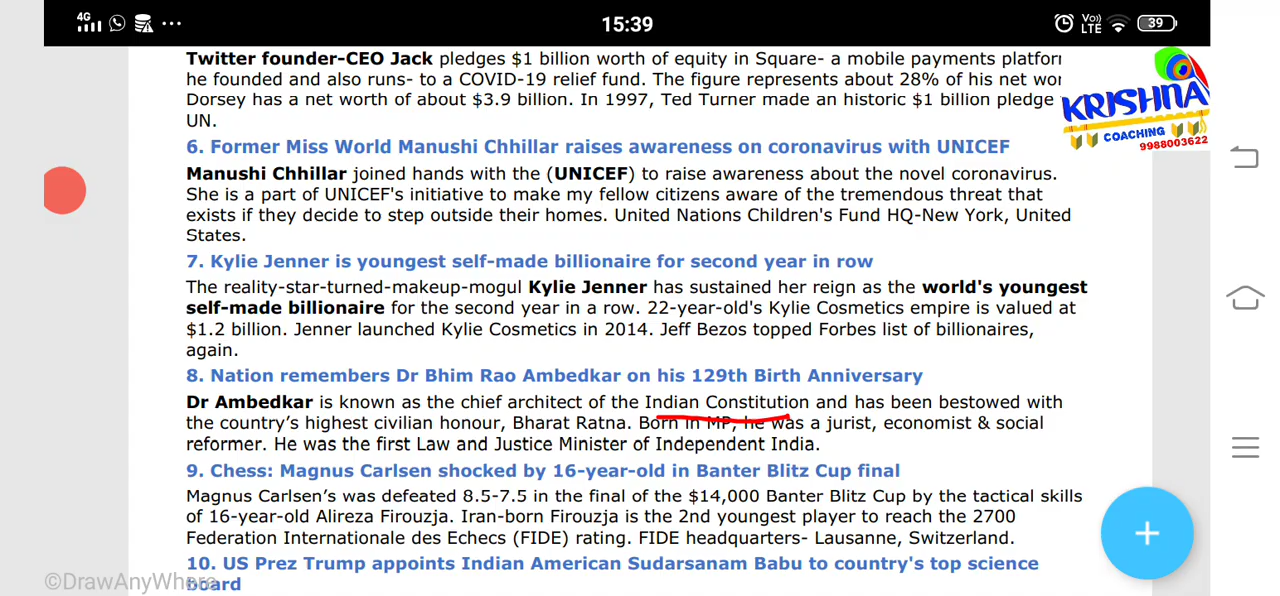 4G
15:39
Vo)
LTE
39
Twitter founder-CEO Jack pledges $1 billion worth of equity in Square- a mobile payments platfor
he founded and also runs- to a COVID-19 relief fund. The figure represents about 28% of his net wor
Dorsey has a net worth of about $3.9 billion. In 1997, Ted Turner made an historic $1 billion pledge
UN.
KRISHNA
COACHING
9988003622
6. Former Miss World Manushi Chhillar raises awareness on coronavirus with UNICEF
Manushi Chhillar joined hands with the (UNICEF) to raise awareness about the novel coronavirus.
She is a part of UNICEF's initiative to make my fellow citizens aware of the tremendous threat that
exists if they decide to step outside their homes. United Nations Children's Fund HQ-New York, United
States.
7. Kylie Jenner is youngest self-made billionaire for second year in row
The reality-star-turned-makeup-mogul Kylie Jenner has sustained her reign as the world's youngest
self-made billionaire for the second year in a row. 22-year-old's Kylie Cosmetics empire is valued at
$1.2 billion. Jenner launched Kylie Cosmetics in 2014. Jeff Bezos topped Forbes list of billionaires,
again.
8. Nation remembers Dr Bhim Rao Ambedkar on his 129th Birth Anniversary
Dr Ambedkar is known as the chief architect of the Indian Constitution and has been bestowed with
the country's highest civilian honour, Bharat Ratna. Born in MP, he was a jurist, economist & social
reformer. He was the first Law and Justice Minister of Independent India.
9. Chess: Magnus Carlsen shocked by 16-year-old in Banter Blitz Cup final
Magnus Carlsen's was defeated 8.5-7.5 in the final of the $14,000 Banter Blitz Cup by the tactical skills
of 16-year-old Alireza Firouzja. Iran-born Firouzja is the 2nd youngest player to reach the 2700
Federation Internationale des Echecs (FIDE) rating. FIDE headquarters- Lausanne, Switzerland.
10. US Prez Trump appoints Indian American Sudarsanam Babu to country's top science
board
©DrawAnyWhere